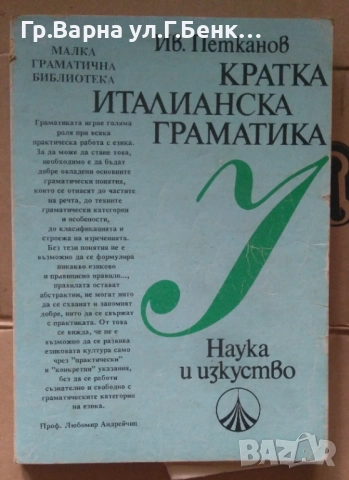 Гр.Варна ул.Г.Бенк...
МАЛКА
ГРАМАТИЧНА
БИБЛИОТЕКА
Граматиката играе голяма
роля при всяка
практическа работа с езика.
За да може да стане това,
необходимо е да бъдат
добре овладени основните
граматически понятия,
които се отнасят до частите
на речта, до техните
граматически категории
и особености,
до класификацията и
строежа на изречението.
Без тези понятия не е
възможно да се формулира
никакво езиково
и правописно правило...,
правилата остават
абстрактни, не могат нито
да се схванат и запомнят
добре, нито да се свържат
с практиката. От това
се вижда, че не е
възможно да се развива
езиковата култура само
чрез "практически"
и "конкретни" указания,
без да се работи
съзнателно и свободно с
граматическите категории
на езика.
Проф. Любомир Андрейчин
Ив. Петканов
КРАТКА
ИТАЛИАНСКА
ГРАМАТИКА
У
Наука
и изкуство
BAZAR